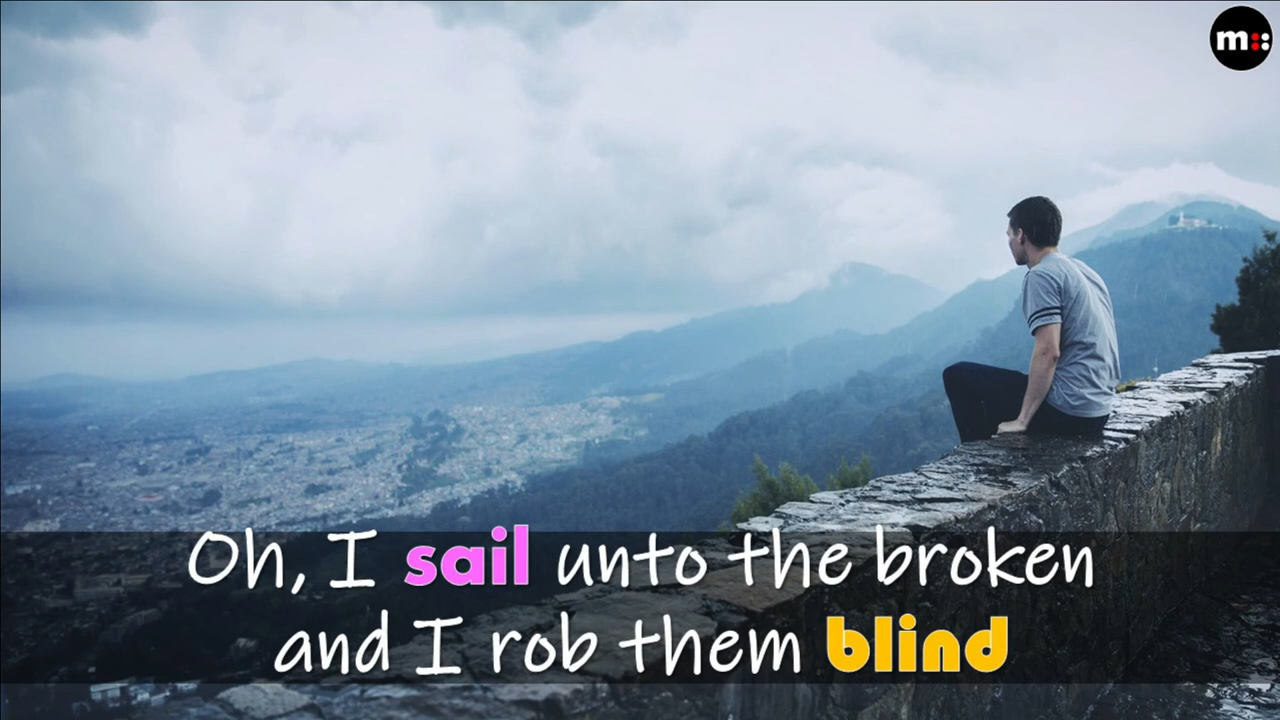 m::
Oh, I sail unto the broken
and I rob them blind